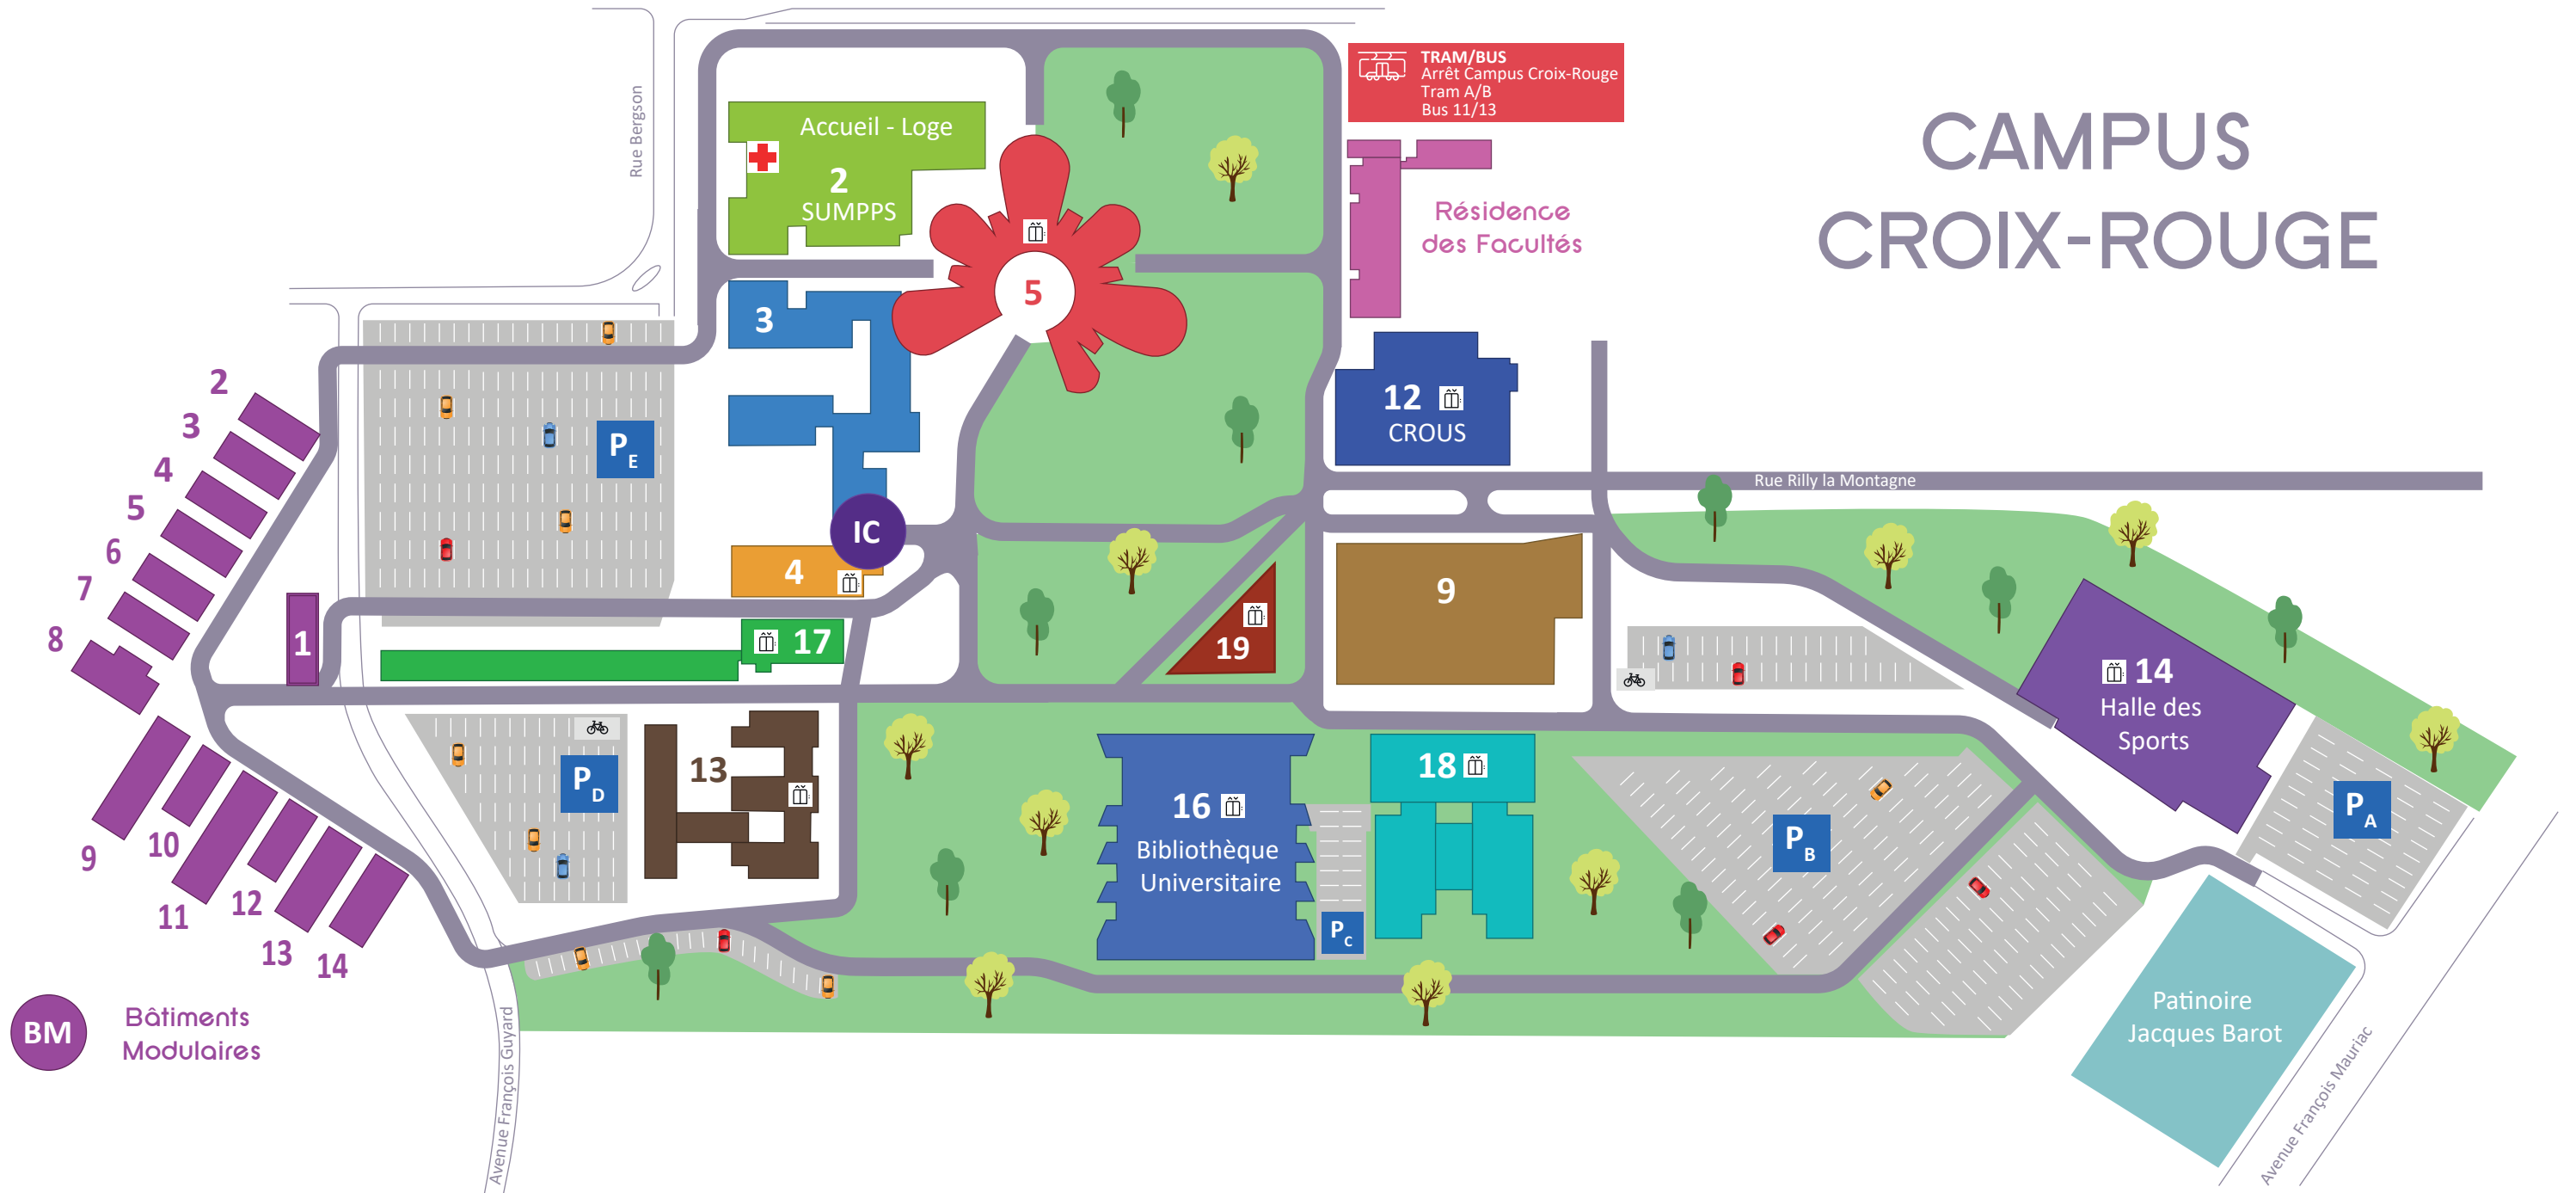 CAMPUS
CROIX-ROUGE
TRAM/BUS
Arrêt Campus Croix-Rouge
Tram A/B
Bus 11/13
Rue Bergson
Accueil - Loge
2
SUMPPS
Résidence
des Facultés
5
3
12
CROUS
Rue Rilly la Montagne
PE
2
3
4
5
6
7
8
1
IC
4
17
19
9
14
Halle des
Sports
PA
13
PD
16
Bibliothèque
Universitaire
18
PC
PB
9
10
11
12
13
14
BM
Bâtiments
Modulaires
Avenue François Guyard
Patinoire
Jacques Barot
Avenue François Mauriac